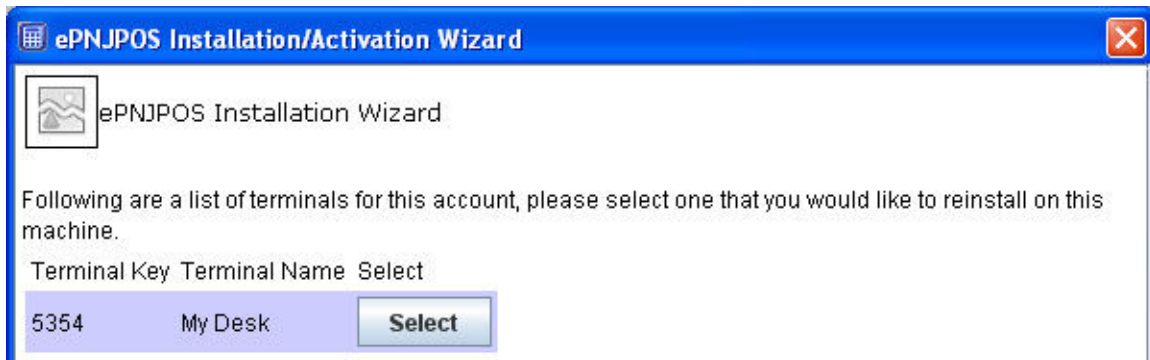 ePNJPOS Installation/Activation Wizard
ePNJPOS Installation Wizard
Following are a list of terminals for this account, please select one that you would like to reinstall on this
machine.
Terminal Key Terminal Name Select
5354 My Desk Select